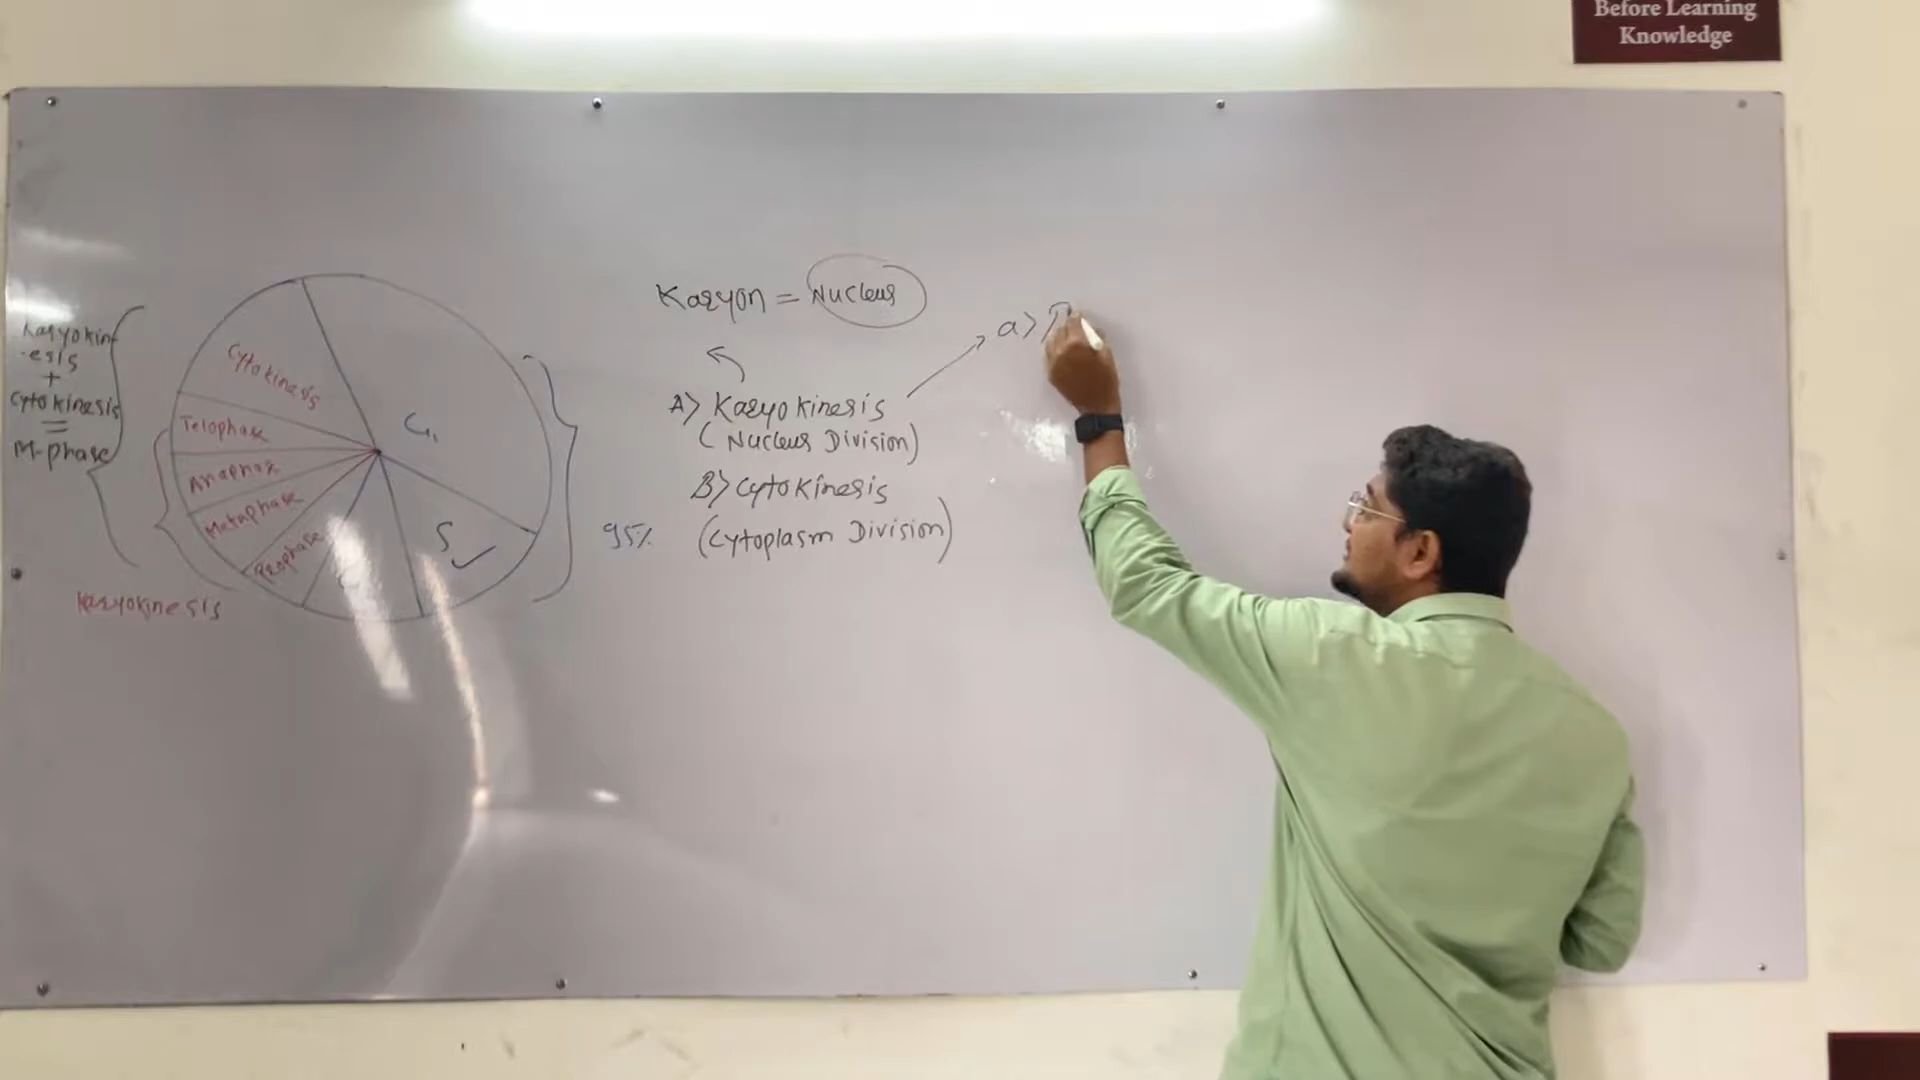 Before Learning
Knowledge
Karyokin
-esis
+
Cytokinesis
=
M-phase
Cytokinesis
Telophase
Anaphase
Metaphase
Prophase
Karyokinesis
G1
S
95%
Karyon = Nucleus
A> Karyokinesis
(Nucleus Division)
B> Cytokinesis
(Cytoplasm Division)
a> P